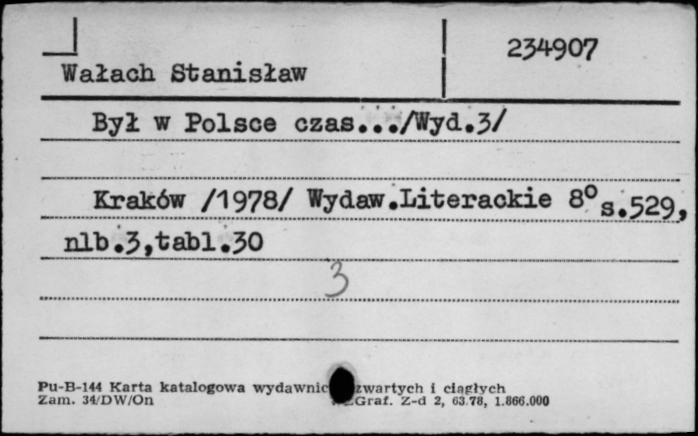 234907
Wałach Stanisław
Był w Polsce czas.../Wyd.3/
Kraków /1978/ Wydaw.Literackie 8° s.529,
nlb.3,tabl.30
3
Pu-B-144 Karta katalogowa wydawnic zwartych i ciągłych
Zam. 34/DW/On Graf. Z-d 2, 63.78, 1.866.000